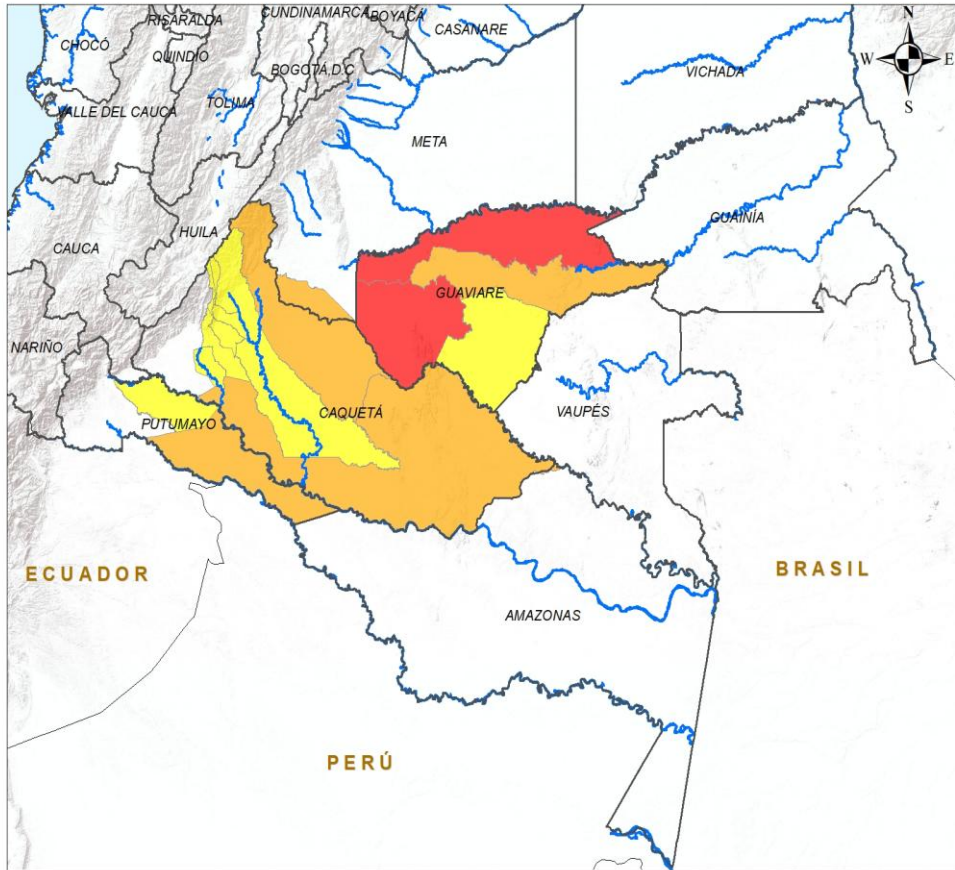 CUNDINAMARCA
BOYACÁ
RISARALDA
CASANARE
N
CHOCÓ
QUINDIO
BOGOTÁ,D.C
W
E
VICHADA
S
TOLIMA
VALLE DEL CAUCA
META
GUAINÍA
HUILA
CAUCA
GUAVIARE
NARIÑO
VAUPÉS
CAQUETÁ
PUTUMAYO
ECUADOR
BRASIL
AMAZONAS
PERÚ